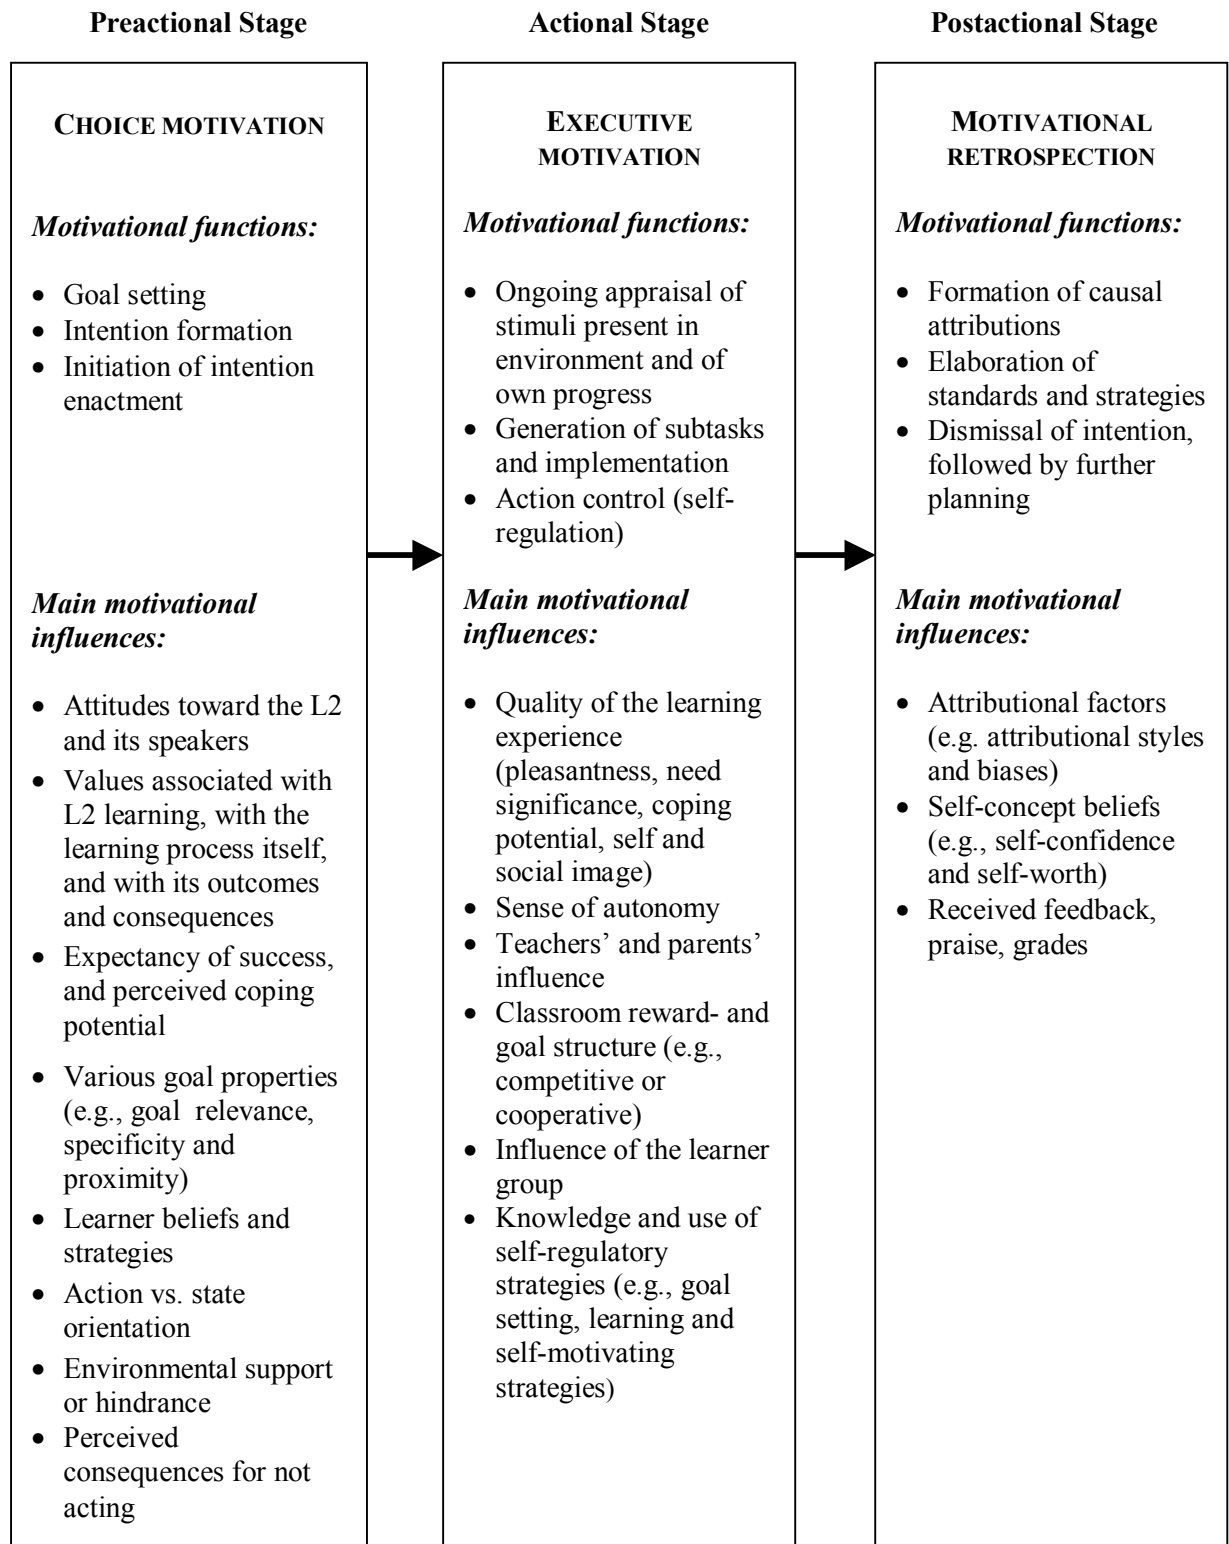 Preactional Stage
CHOICE MOTIVATION
Motivational functions:
• Goal setting
• Intention formation
• Initiation of intention
enactment
Main motivational
influences:
• Attitudes toward the L2
and its speakers
• Values associated with
L2 learning, with the
learning process itself,
and with its outcomes
and consequences
• Expectancy of success,
and perceived coping
potential
• Various goal properties
(e.g., goal relevance,
specificity and
proximity)
• Learner beliefs and
strategies
• Action vs. state
orientation
• Environmental support
or hindrance
• Perceived
consequences for not
acting
Actional Stage
EXECUTIVE
MOTIVATION
Motivational functions:
• Ongoing appraisal of
stimuli present in
environment and of
own progress
• Generation of subtasks
and implementation
• Action control (self-
regulation)
Main motivational
influences:
• Quality of the learning
experience
(pleasantness, need
significance, coping
potential, self and
social image)
• Sense of autonomy
• Teachers’ and parents’
influence
• Classroom reward- and
goal structure (e.g.,
competitive or
cooperative)
• Influence of the learner
group
• Knowledge and use of
self-regulatory
strategies (e.g., goal
setting, learning and
self-motivating
strategies)
Postactional Stage
MOTIVATIONAL
RETROSPECTION
Motivational functions:
• Formation of causal
attributions
• Elaboration of
standards and strategies
• Dismissal of intention,
followed by further
planning
Main motivational
influences:
• Attributional factors
(e.g. attributional styles
and biases)
• Self-concept beliefs
(e.g., self-confidence
and self-worth)
• Received feedback,
praise, grades